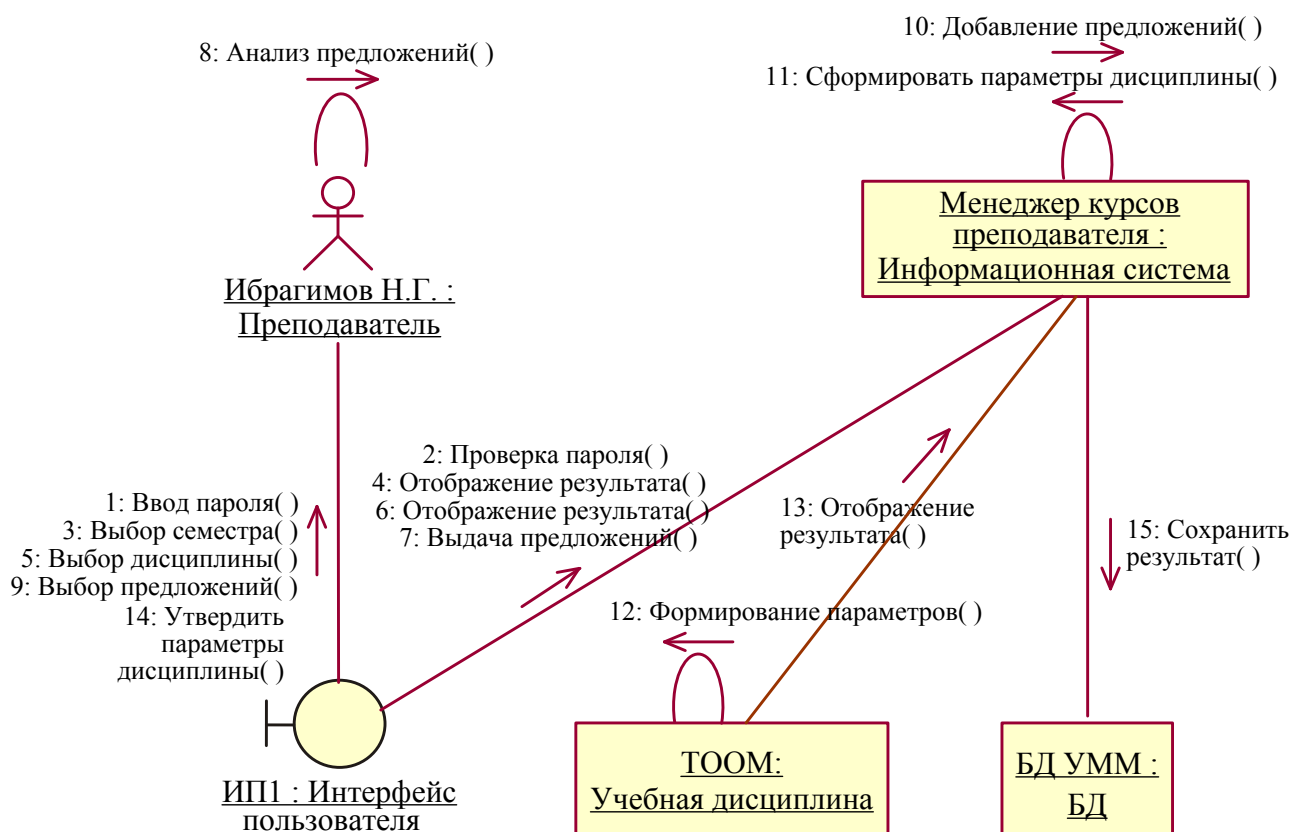 10: Добавление предложений( )
8: Анализ предложений( )
11: Сформировать параметры дисциплины( )
Менеджер курсов
преподавателя :
Информационная система
Ибрагимов Н.Г. :
Преподаватель
2: Проверка пароля( )
4: Отображение результата( )
6: Отображение результата( )
7: Выдача предложений( )
1: Ввод пароля( )
3: Выбор семестра( )
5: Выбор дисциплины( )
9: Выбор предложений( )
14: Утвердить
параметры
дисциплины( )
13: Отображение
результата( )
15: Сохранить
результат( )
12: Формирование параметров( )
ИП1 : Интерфейс
пользователя
ТООМ:
Учебная дисциплина
БД УММ :
БД